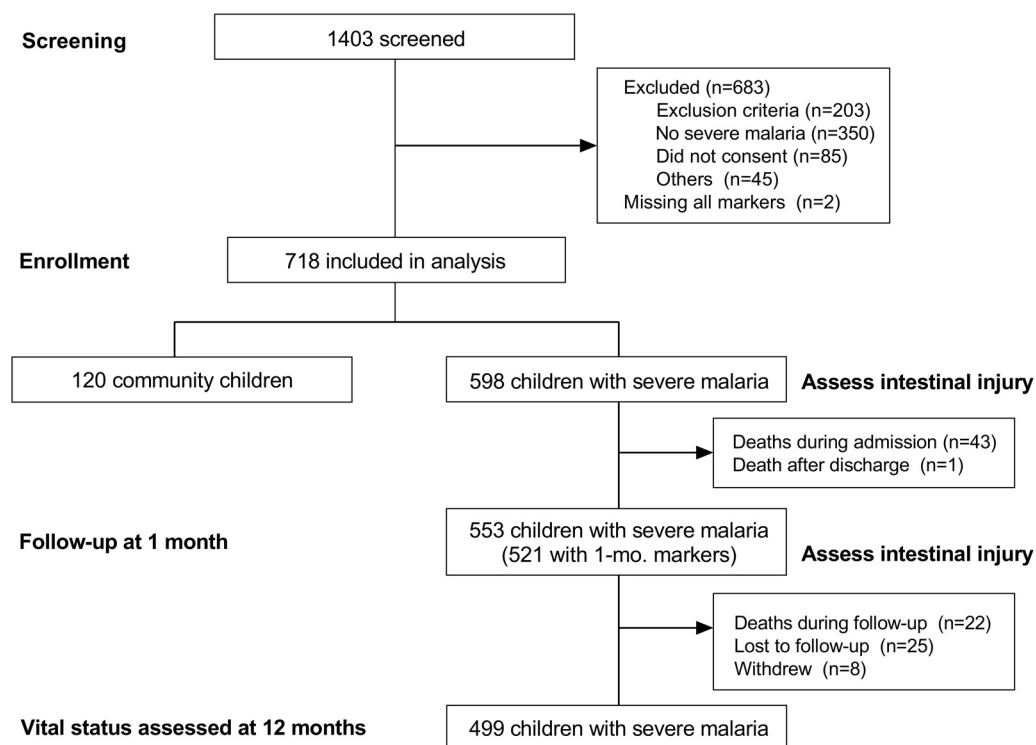 Screening
1403 screened
Excluded (n=683)
Exclusion criteria (n=203)
No severe malaria (n=350)
Did not consent (n=85)
Others (n=45)
Missing all markers (n=2)
Enrollment
718 included in analysis
120 community children
598 children with severe malaria
Assess intestinal injury
Deaths during admission (n=43)
Death after discharge (n=1)
Follow-up at 1 month
553 children with severe malaria
(521 with 1-mo. markers)
Assess intestinal injury
Deaths during follow-up (n=22)
Lost to follow-up (n=25)
Withdrew (n=8)
Vital status assessed at 12 months
499 children with severe malaria